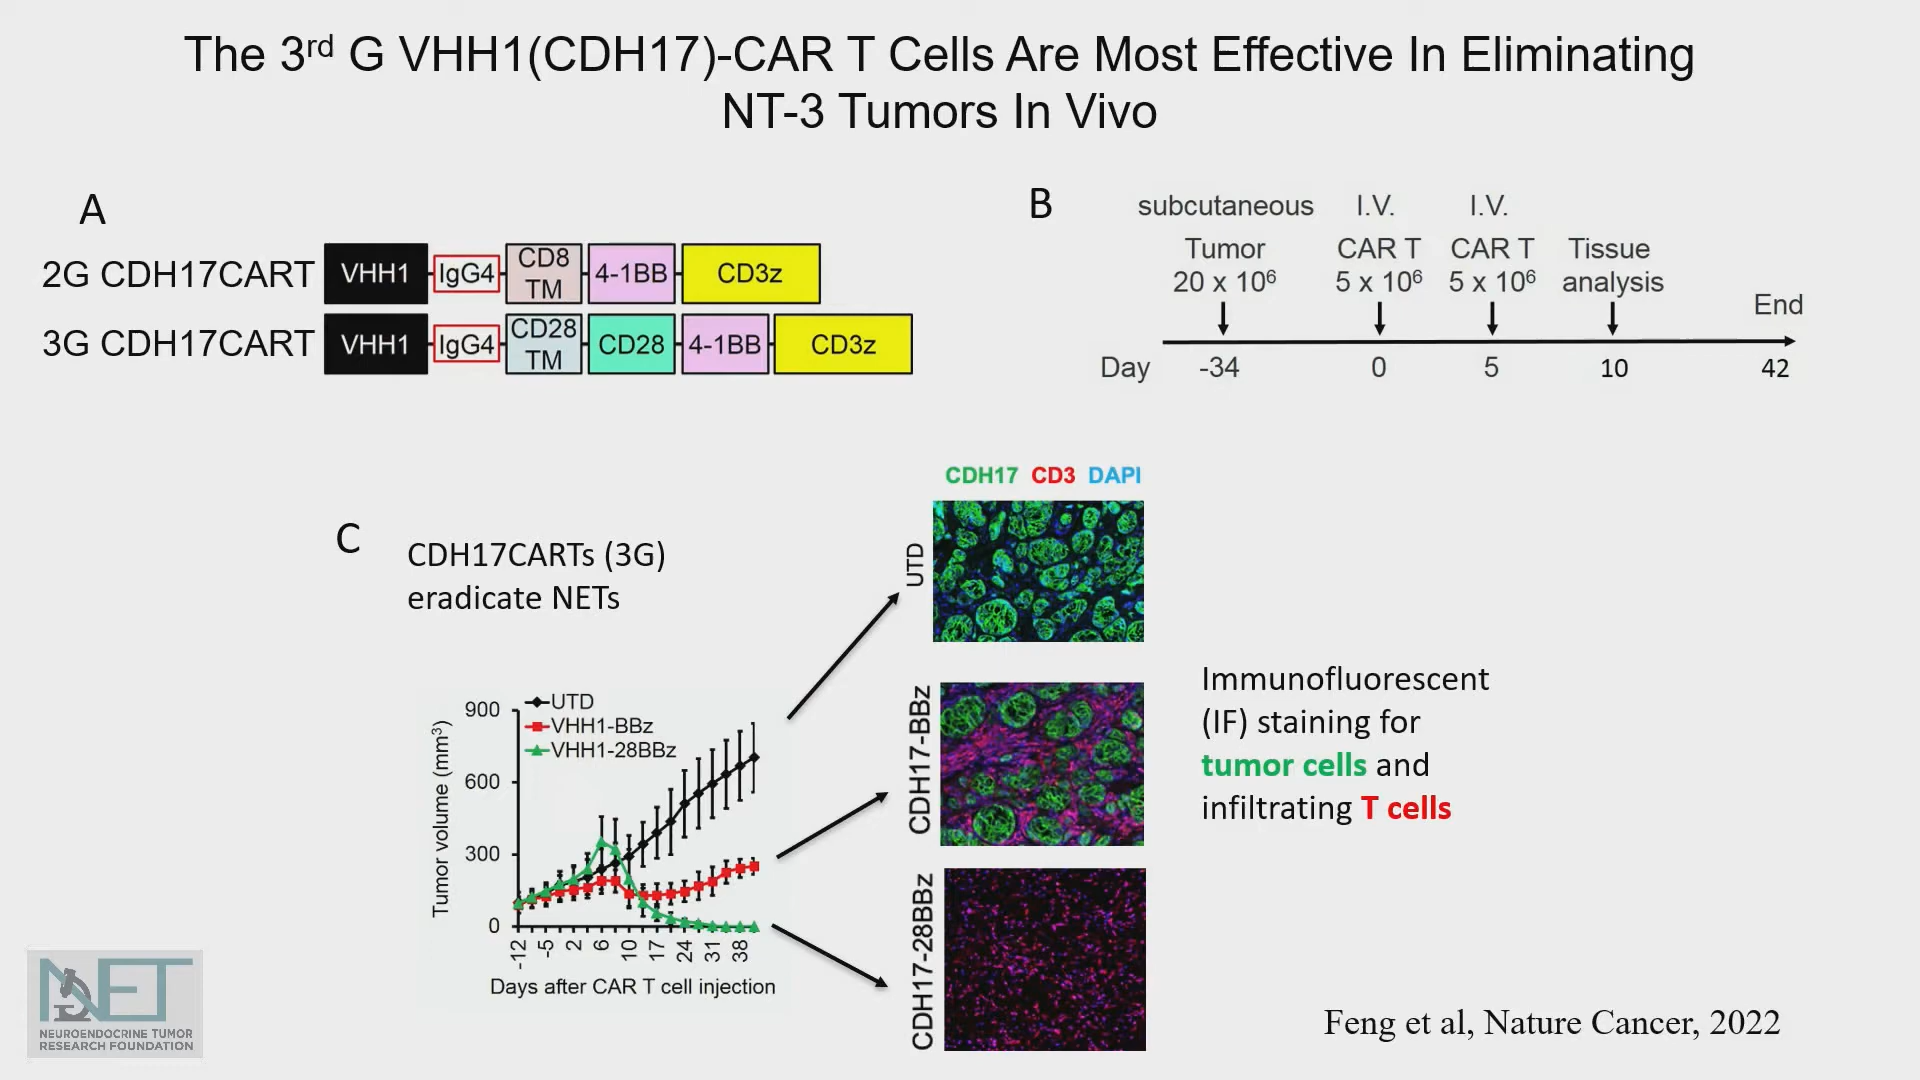 The 3rd G VHH1(CDH17)-CAR T Cells Are Most Effective In Eliminating
NT-3 Tumors In Vivo
A
2G CDH17CART
VHH1
IgG4
CD8
TM
4-1BB
CD3z
3G CDH17CART
VHH1
IgG4
CD28
TM
CD28
4-1BB
CD3z
B
subcutaneous
I.V.
I.V.
Tumor
CAR T
CAR T
Tissue
20 x 10⁶
5 x 10⁶
5 x 10⁶
analysis
End
Day
-34
0
5
10
42
C
CDH17CARTs (3G)
eradicate NETs
UTD
VHH1-BBz
VHH1-28BBz
Tumor volume (mm³)
900
600
300
0
-12
-5
2
6
10
17
24
31
38
Days after CAR T cell injection
CDH17 CD3 DAPI
UTD
CDH17-BBz
CDH17-28BBz
Immunofluorescent
(IF) staining for
tumor cells and
infiltrating T cells
NET
NEUROENDOCRINE TUMOR
RESEARCH FOUNDATION
Feng et al, Nature Cancer, 2022